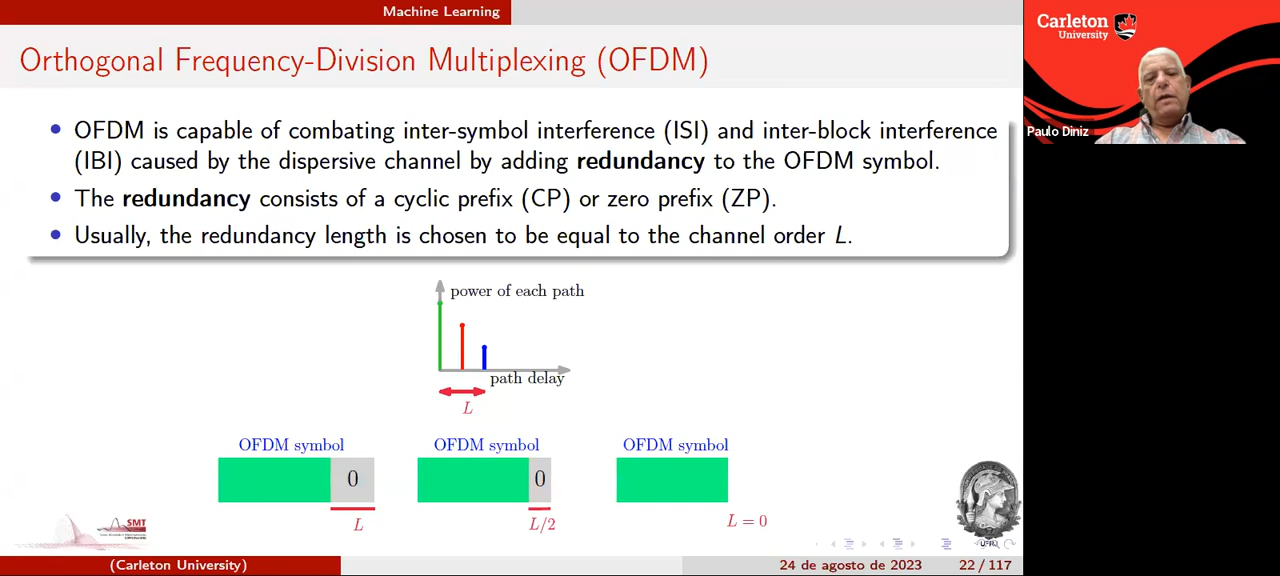 Machine Learning
Orthogonal Frequency-Division Multiplexing (OFDM)
OFDM is capable of combating inter-symbol interference (ISI) and inter-block interference
(IBI) caused by the dispersive channel by adding redundancy to the OFDM symbol.
The redundancy consists of a cyclic prefix (CP) or zero prefix (ZP).
Usually, the redundancy length is chosen to be equal to the channel order L.
power of each path
path delay
L
OFDM symbol
OFDM symbol
OFDM symbol
0
0
L
L/2
L = 0
SMT
UFRJ
(Carleton University)
24 de agosto de 2023
22 / 117
Carleton
University
Paulo Diniz